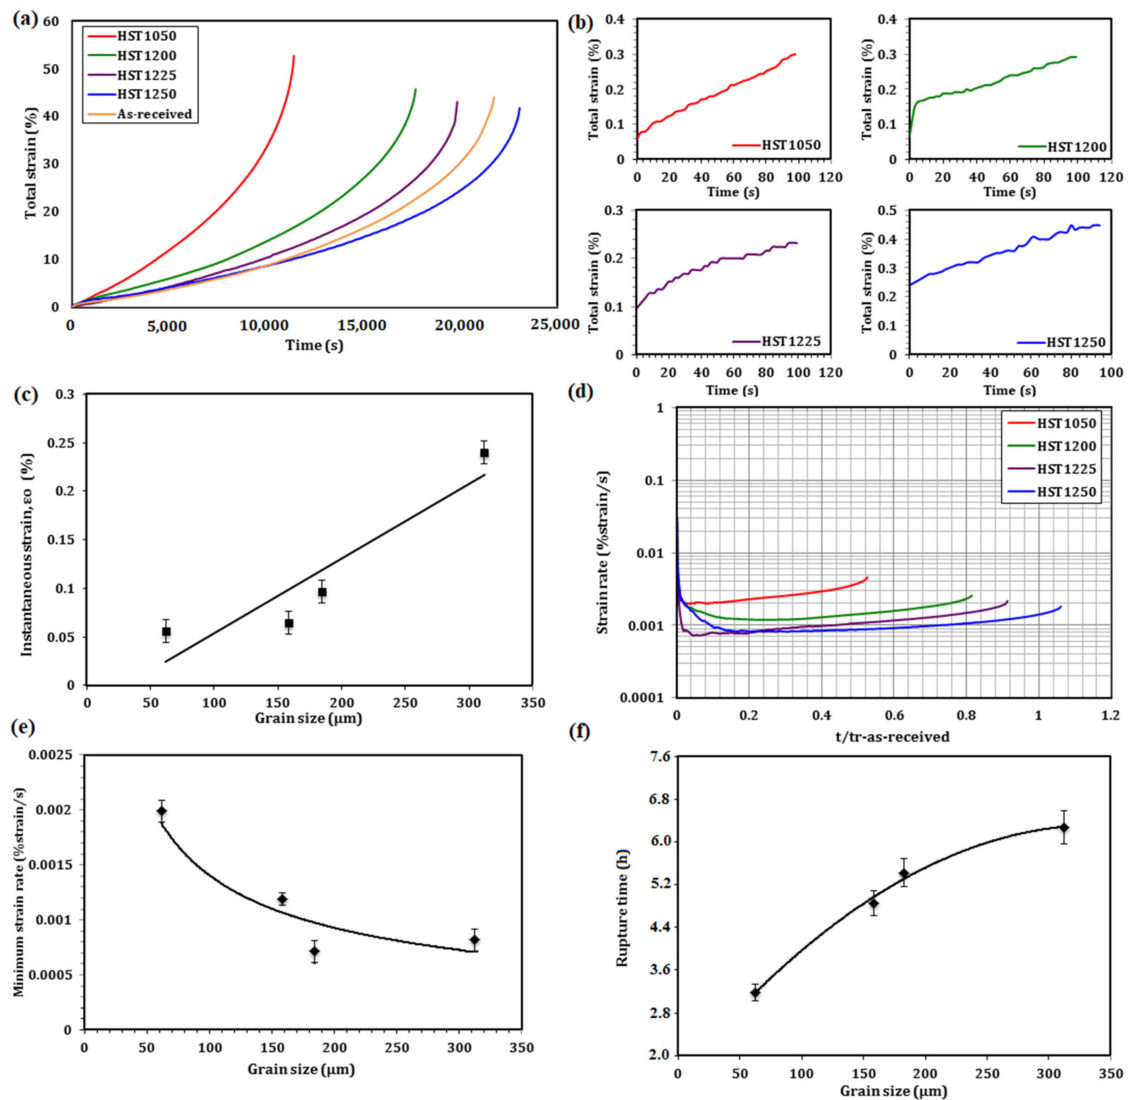 (a)
Total strain (%)
60
50
40
30
20
10
0
HST1050
HST1200
HST1225
HST1250
As-received
0
5,000
10,000
15,000
20,000
25,000
Time (s)
(b)
Total strain (%)
0.4
0.3
0.2
0.1
0
HST1050
0 20 40 60 80 100 120
Time (s)
Total strain (%)
0.4
0.3
0.2
0.1
0
HST1200
0 20 40 60 80 100 120
Time (s)
Total strain (%)
0.3
0.2
0.1
0
HST1225
0 20 40 60 80 100 120
Time (s)
Total strain (%)
0.5
0.4
0.3
0.2
0.1
0
HST1250
0 20 40 60 80 100
Time (s)
(c)
Instantaneous strain, εo (%)
0.3
0.25
0.2
0.15
0.1
0.05
0
0 50 100 150 200 250 300 350
Grain size (μm)
(d)
Strain rate (%strain/s)
1
0.1
0.01
0.001
0.0001
HST1050
HST1200
HST1225
HST1250
0 0.2 0.4 0.6 0.8 1 1.2
t/tr-as-received
(e)
Minimum strain rate (%strain/s)
0.0025
0.002
0.0015
0.001
0.0005
0
0 50 100 150 200 250 300 350
Grain size (μm)
(f)
Rupture time (h)
7.6
6.8
6.0
5.2
4.4
3.6
2.8
2.0
0 50 100 150 200 250 300 350
Grain size (μm)